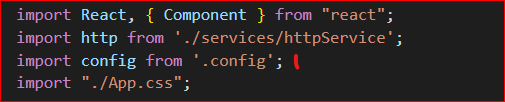 import React, { Component } from "react";
import http from './services/httpService';
import config from '.config';
import "./App.css";